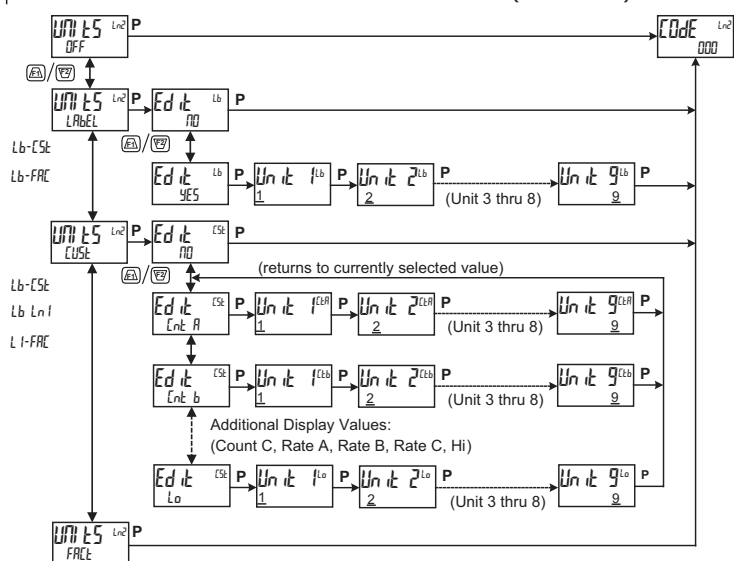 UNItS Ln2 P
OFF
COdE Ln2
000
F1 / F2
UNItS Ln2 P Edit Lb P
LAbEL NO
Lb-CSt
Lb-FAC
F1 / F2
Edit Lb P Unit 1 Lb P Unit 2 Lb P Unit 9 Lb P
YES 1 2 (Unit 3 thru 8) 9
UNItS Ln2 P Edit CSt P
CUSt NO
F1 / F2
(returns to currently selected value)
Lb-CSt
Lb Ln1
L1-FAC
Edit CSt P Unit 1 CtA P Unit 2 CtA P Unit 9 CtA P
Cnt A 1 2 (Unit 3 thru 8) 9
Edit CSt P Unit 1 Ctb P Unit 2 Ctb P Unit 9 Ctb P
Cnt b 1 2 (Unit 3 thru 8) 9
Additional Display Values:
(Count C, Rate A, Rate B, Rate C, Hi)
Edit CSt P Unit 1 Lo P Unit 2 Lo P Unit 9 Lo P
Lo 1 2 (Unit 3 thru 8) 9
UNItS Ln2 P
FACt